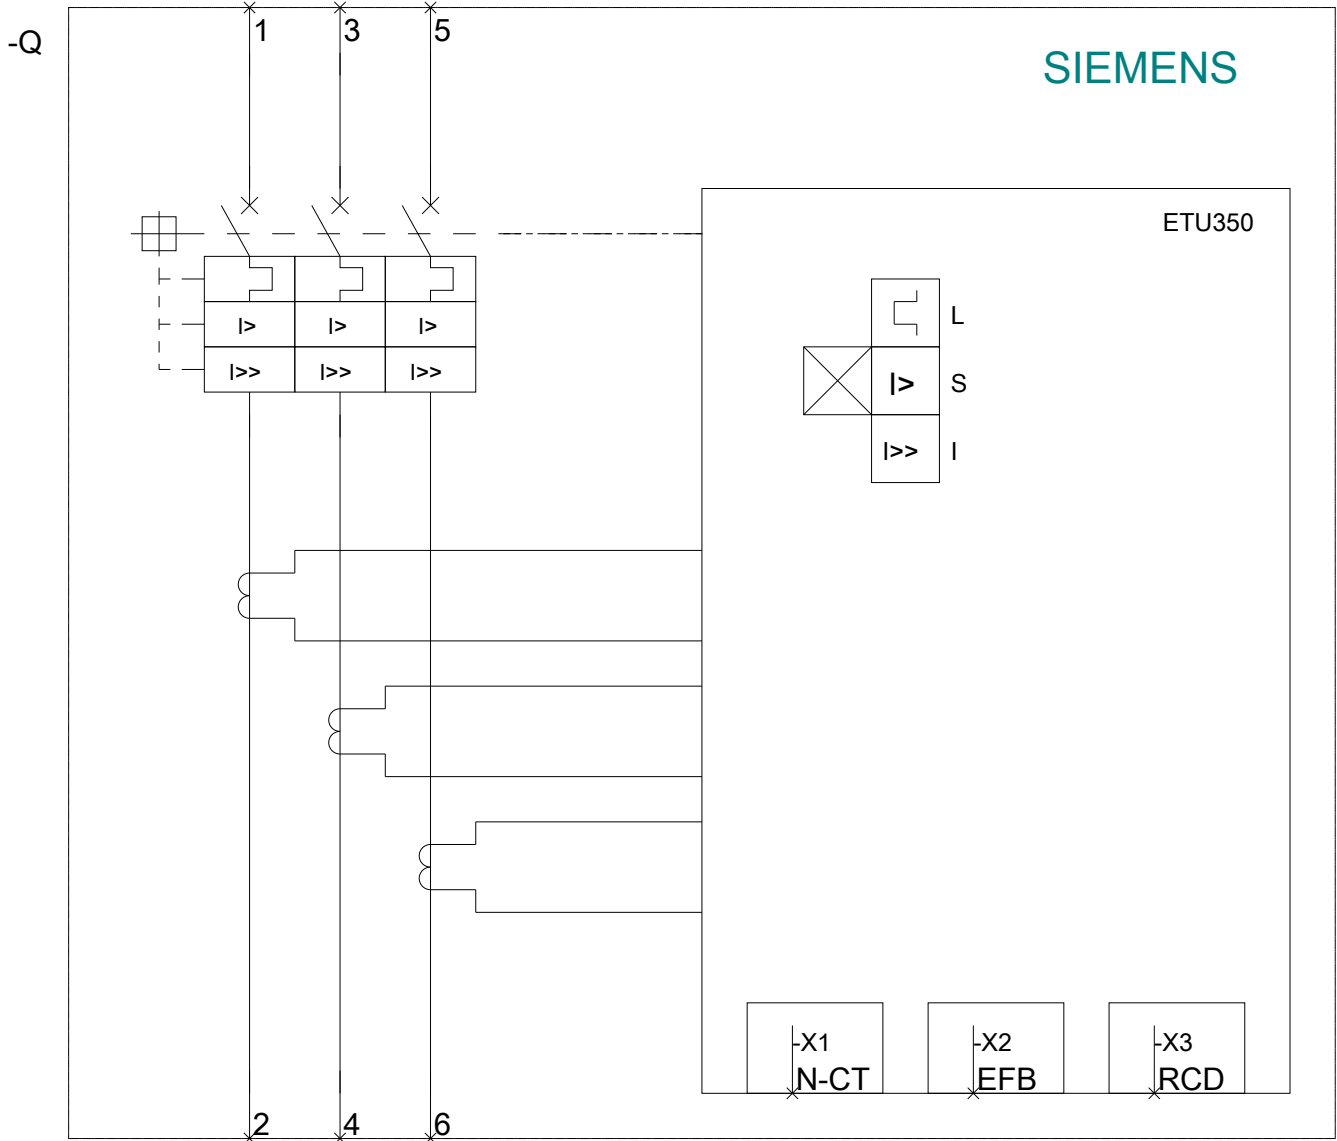 1 3 5
-Q
SIEMENS
ETU350
L
I> I> I>
I>> I>> I>>
I> S
I>> I
-X1 -X2 -X3
N-CT EFB RCD
2 4 6